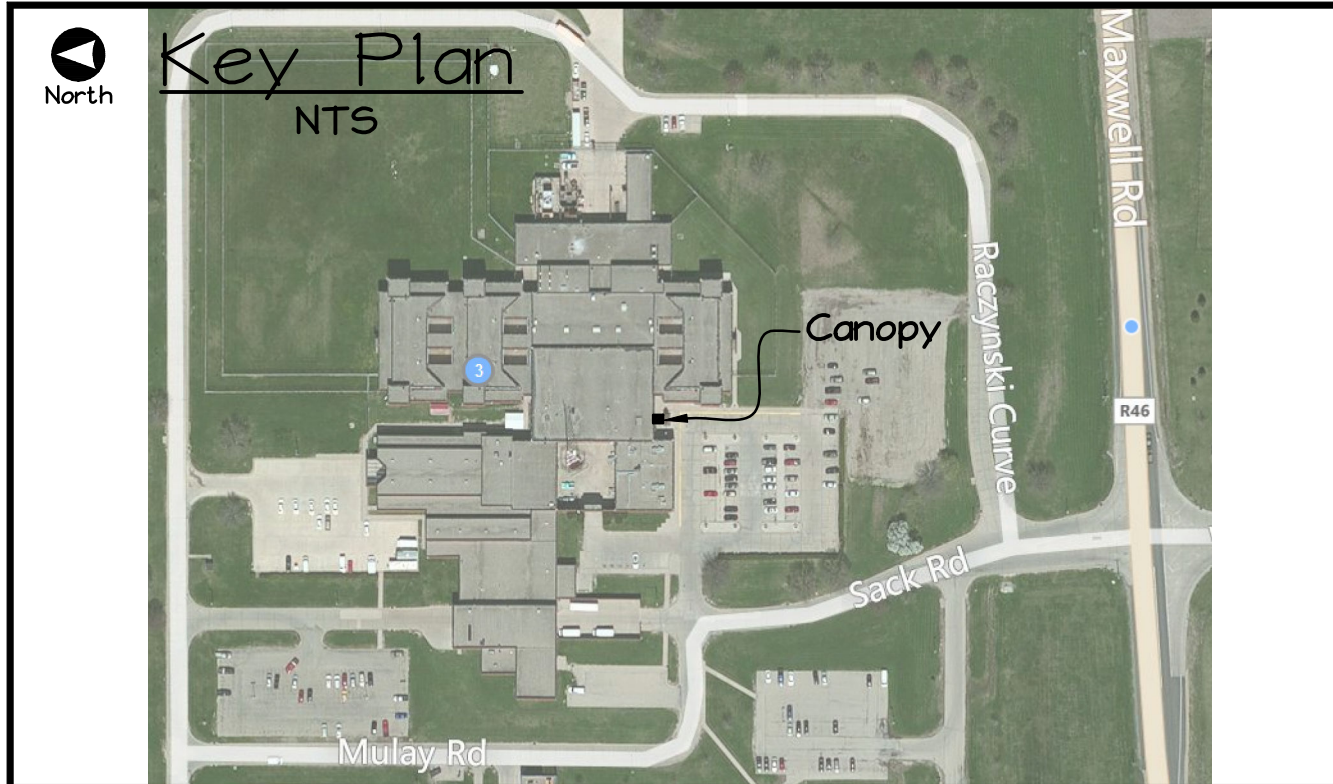 Key Plan
NTS
North
Maxwell Rd
Raczynski Curve
Canopy
3
R46
Sack Rd
Mulay Rd